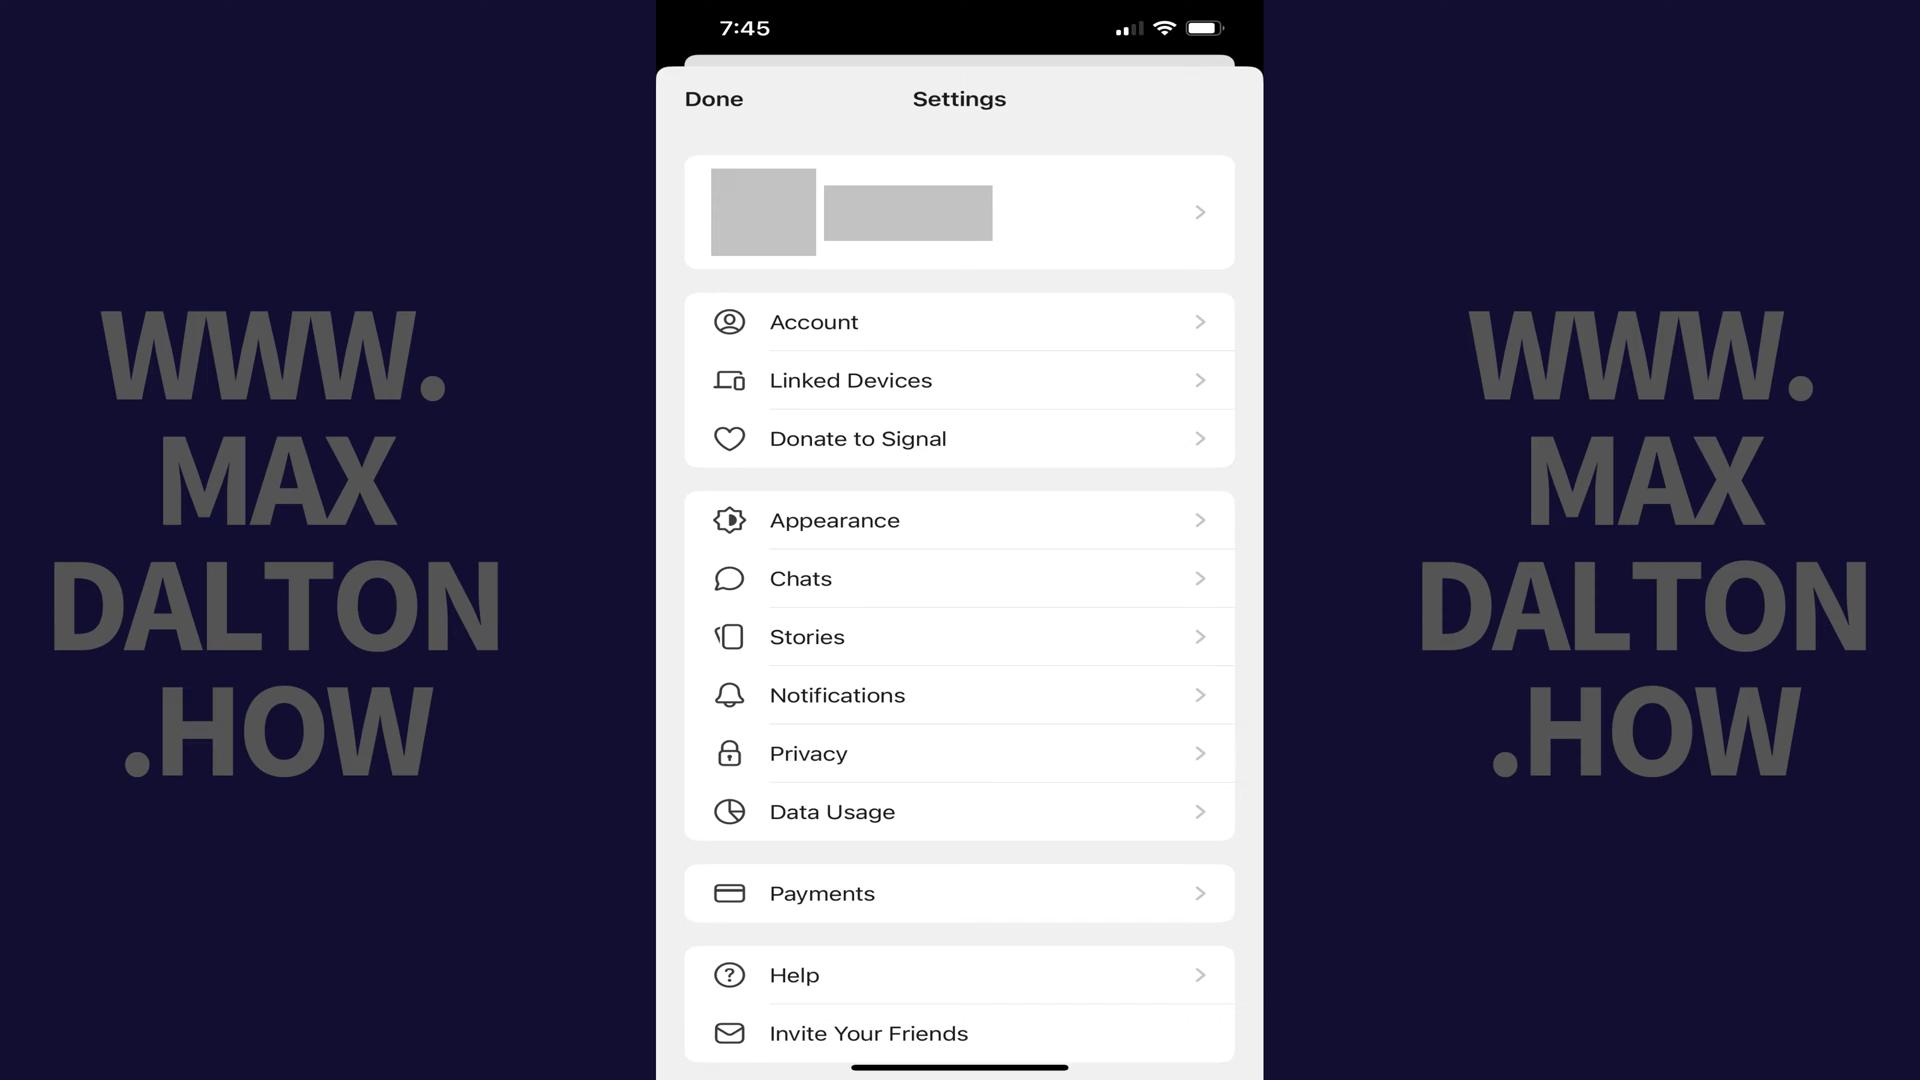 7:45
Done
Settings
Account
Linked Devices
Donate to Signal
Appearance
Chats
Stories
Notifications
Privacy
Data Usage
Payments
Help
Invite Your Friends
WWW.
MAX
DALTON
.HOW
WWW.
MAX
DALTON
.HOW